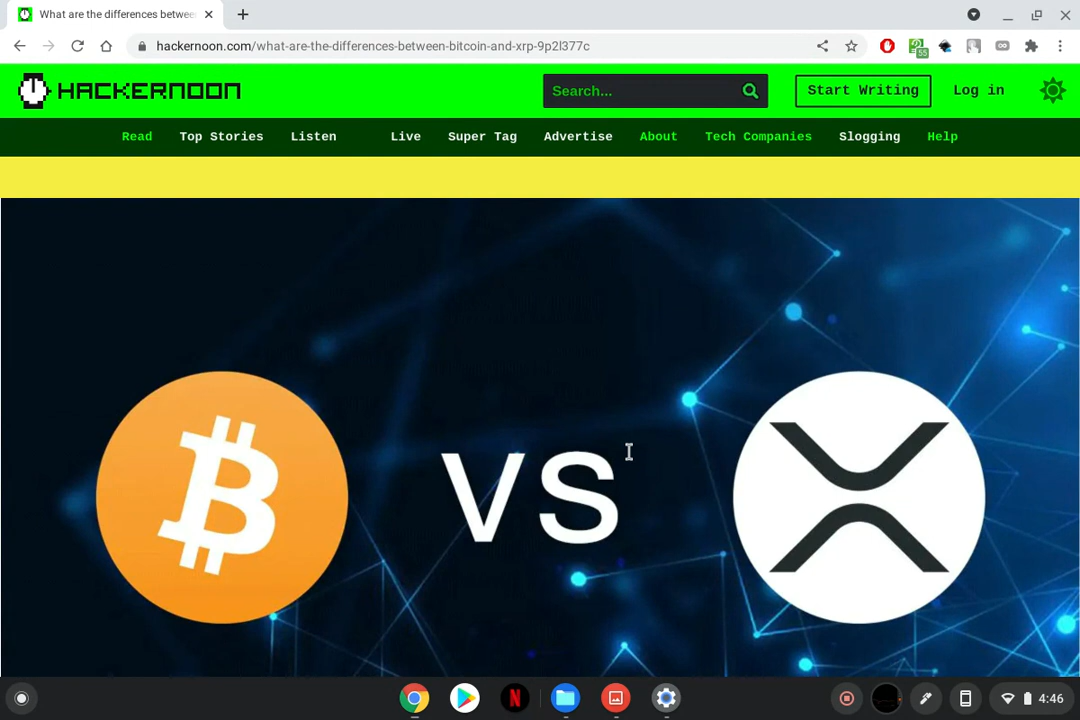 What are the differences betwee
hackernoon.com/what-are-the-differences-between-bitcoin-and-xrp-9p2l377c
55
HACKERNOON
Search...
Start Writing
Log in
Read
Top Stories
Listen
Live
Super Tag
Advertise
About
Tech Companies
Slogging
Help
vs
4:46